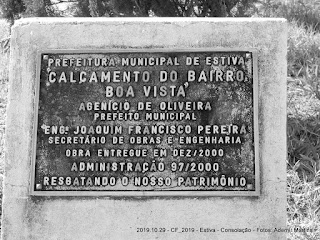 PREFEITURA MUNICIPAL DE ESTIVA
CALÇAMENTO DO BAIRRO
BOA VISTA
AGENÍCIO DE OLIVEIRA
PREFEITO MUNICIPAL
ENG. JOAQUIM FRANCISCO PEREIRA
SECRETÁRIO DE OBRAS E ENGENHARIA
OBRA ENTREGUE EM DEZ/2000
ADMINISTRAÇÃO 97/2000
RESGATANDO O NOSSO PATRIMÔNIO
2019.10.29 - CF_2019 - Estiva - Consolação - Fotos: Ademir Martins